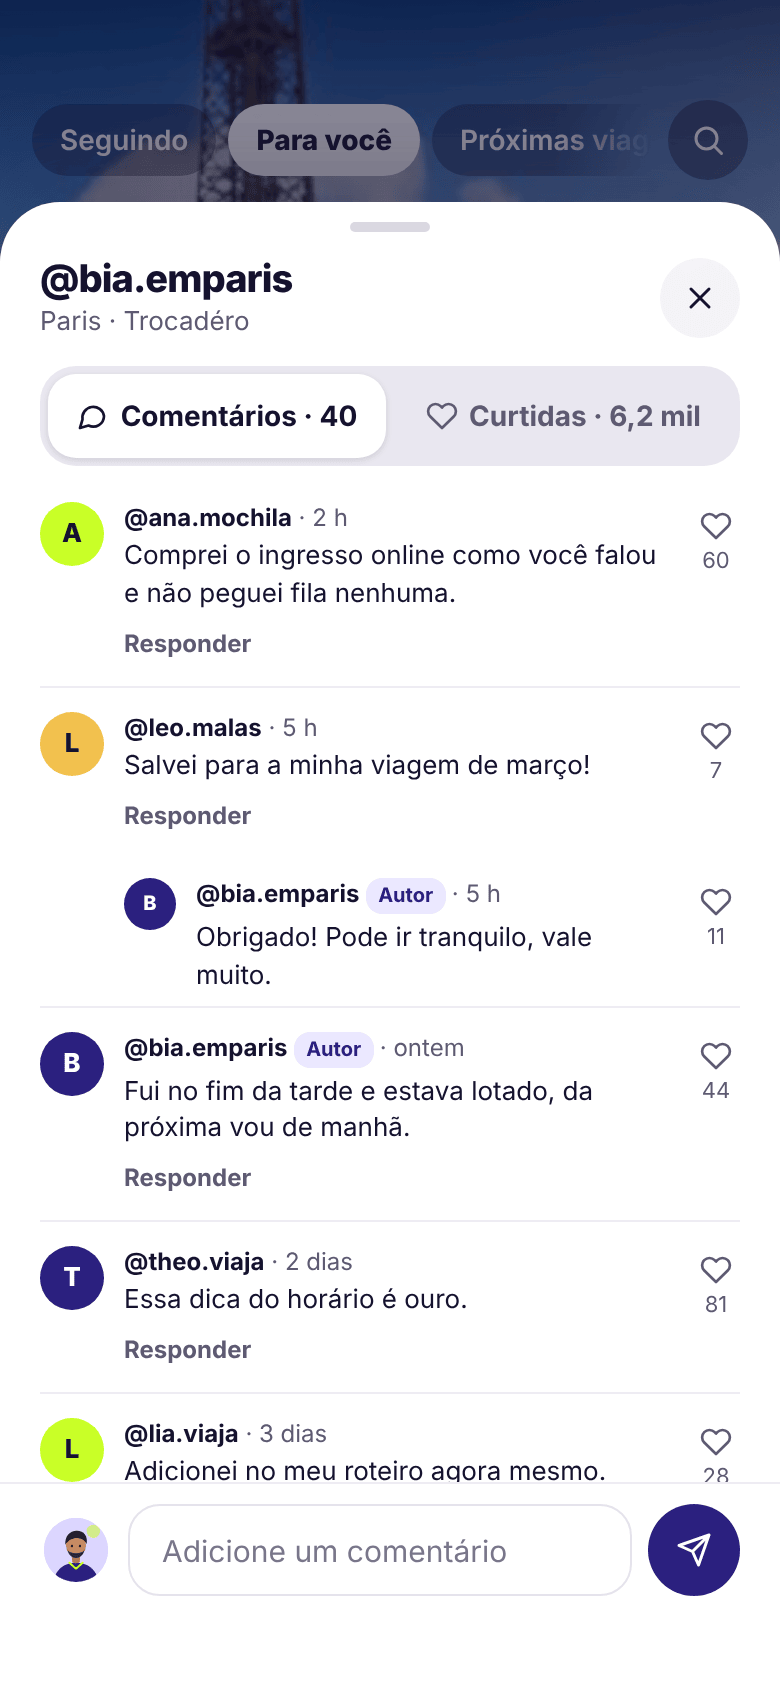 Seguindo
Para você
Próximas viag
@bia.emparis
Paris · Trocadéro
Comentários · 40
Curtidas · 6,2 mil
A
@ana.mochila · 2 h
Comprei o ingresso online como você falou
e não peguei fila nenhuma.
60
Responder
L
@leo.malas · 5 h
Salvei para a minha viagem de março!
7
Responder
B
@bia.emparis Autor · 5 h
Obrigado! Pode ir tranquilo, vale
muito.
11
B
@bia.emparis Autor · ontem
Fui no fim da tarde e estava lotado, da
próxima vou de manhã.
44
Responder
T
@theo.viaja · 2 dias
Essa dica do horário é ouro.
81
Responder
L
@lia.viaja · 3 dias
Adicionei no meu roteiro agora mesmo.
28
Adicione um comentário